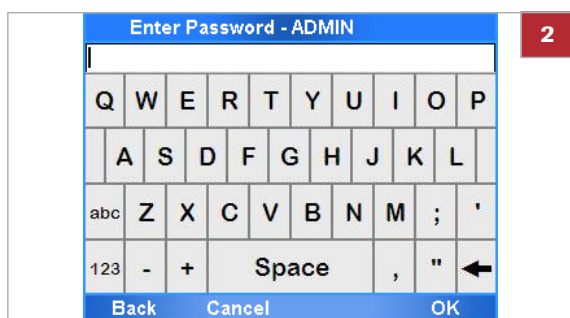 Enter Password - ADMIN
2
Q W E R T Y U I O P
A S D F G H J K L
abc Z X C V B N M ; '
123 - + Space , "
Back Cancel OK